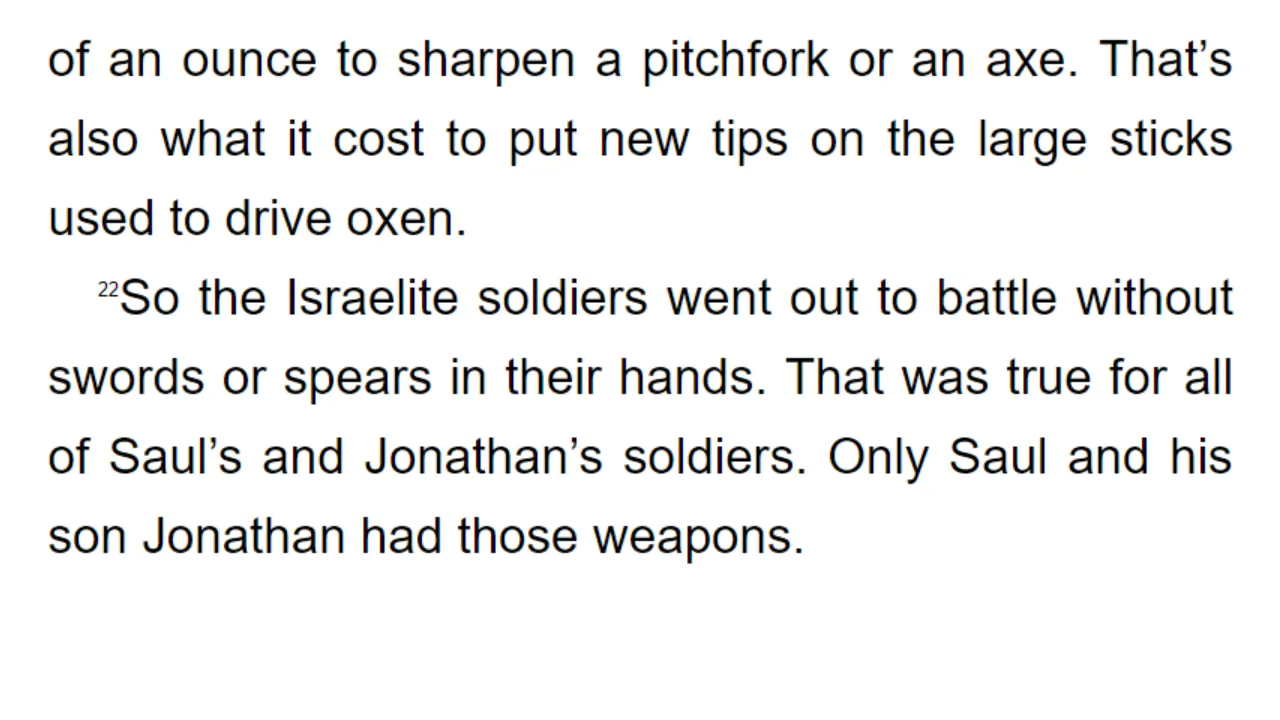 of an ounce to sharpen a pitchfork or an axe. That’s
also what it cost to put new tips on the large sticks
used to drive oxen.
22So the Israelite soldiers went out to battle without
swords or spears in their hands. That was true for all
of Saul’s and Jonathan’s soldiers. Only Saul and his
son Jonathan had those weapons.